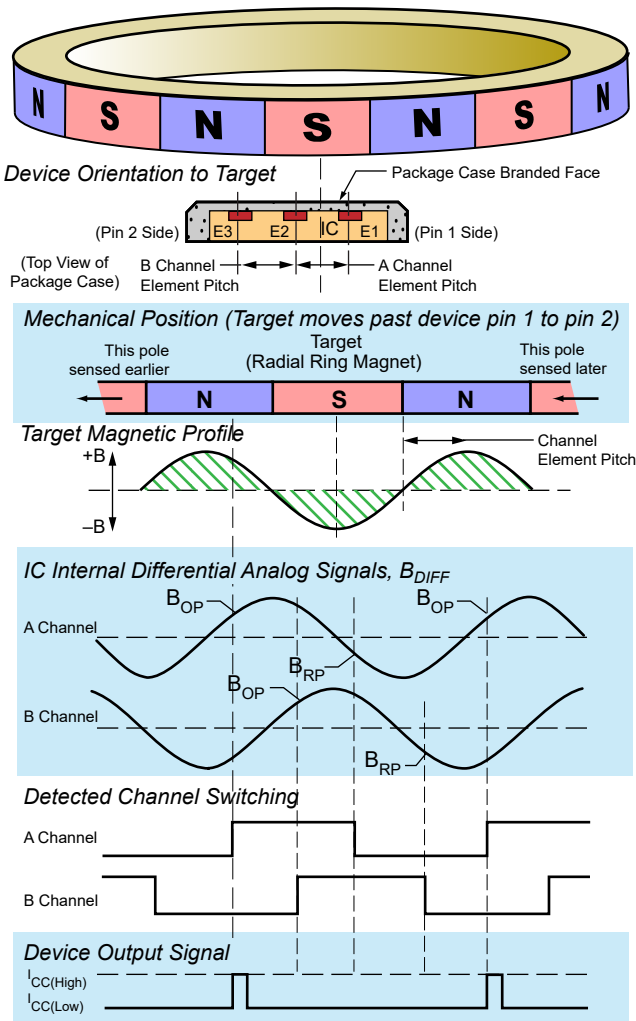 N S N S N S N
Device Orientation to Target
Package Case Branded Face
(Pin 2 Side) E3 E2 IC E1 (Pin 1 Side)
(Top View of
Package Case)
B Channel
Element Pitch
A Channel
Element Pitch
Mechanical Position (Target moves past device pin 1 to pin 2)
This pole
sensed earlier
Target
(Radial Ring Magnet)
This pole
sensed later
N S N
Target Magnetic Profile
+B
–B
Channel
Element Pitch
IC Internal Differential Analog Signals, BDIFF
BOP BOP
A Channel
BRP
BOP
B Channel
BRP
Detected Channel Switching
A Channel
B Channel
Device Output Signal
ICC(High)
ICC(Low)